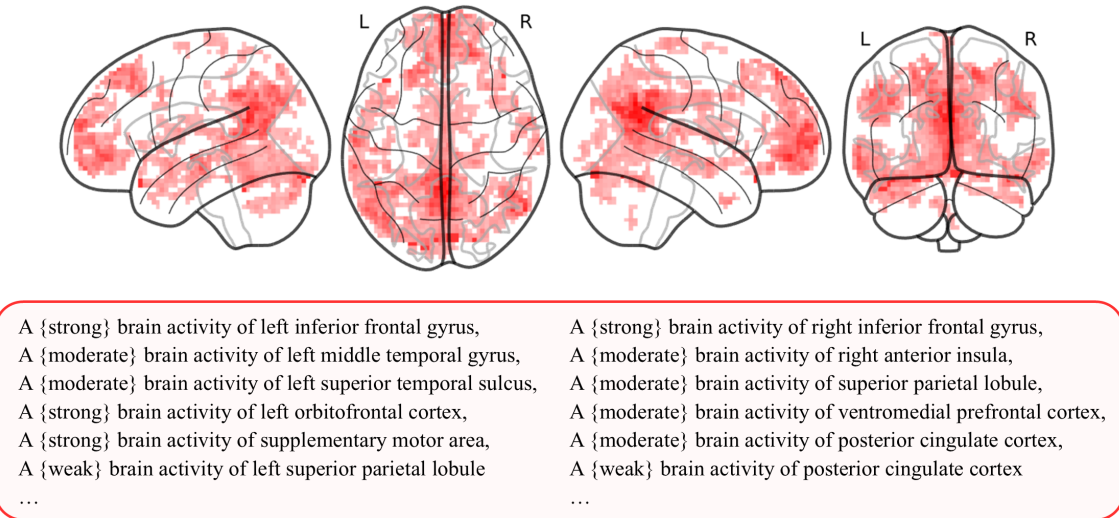 L
R
L
R
A {strong} brain activity of left inferior frontal gyrus,
A {moderate} brain activity of left middle temporal gyrus,
A {moderate} brain activity of left superior temporal sulcus,
A {strong} brain activity of left orbitofrontal cortex,
A {strong} brain activity of supplementary motor area,
A {weak} brain activity of left superior parietal lobule
…
A {strong} brain activity of right inferior frontal gyrus,
A {moderate} brain activity of right anterior insula,
A {moderate} brain activity of superior parietal lobule,
A {moderate} brain activity of ventromedial prefrontal cortex,
A {moderate} brain activity of posterior cingulate cortex,
A {weak} brain activity of posterior cingulate cortex
…